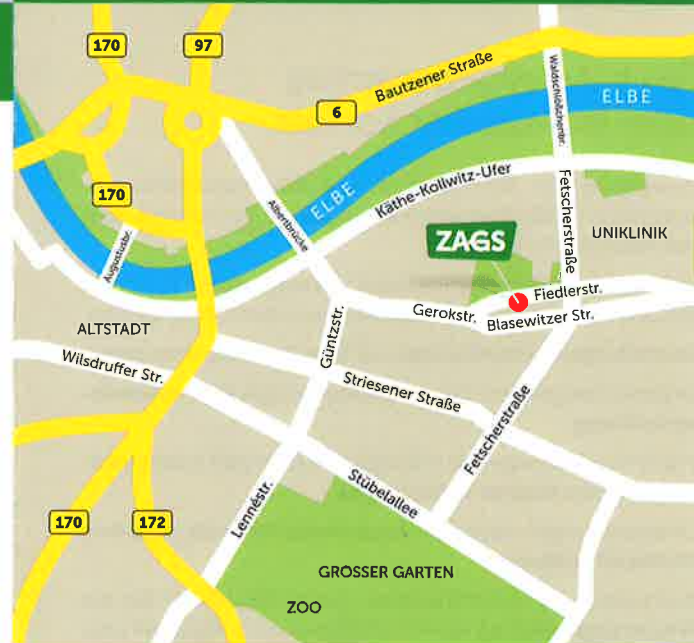 170
97
Bautzener Straße
6
Waldschlößchenbr.
ELBE
170
Albertbrücke
ELBE
Käthe-Kollwitz-Ufer
Fetscherstraße
UNIKLINIK
ZAGS
Augustusbr.
Fiedlerstr.
Gerokstr.
Blasewitzer Str.
ALTSTADT
Güntzstr.
Wilsdruffer Str.
Striesener Straße
Fetscherstraße
Stübelallee
Lennéstr.
170
172
GROSSER GARTEN
ZOO